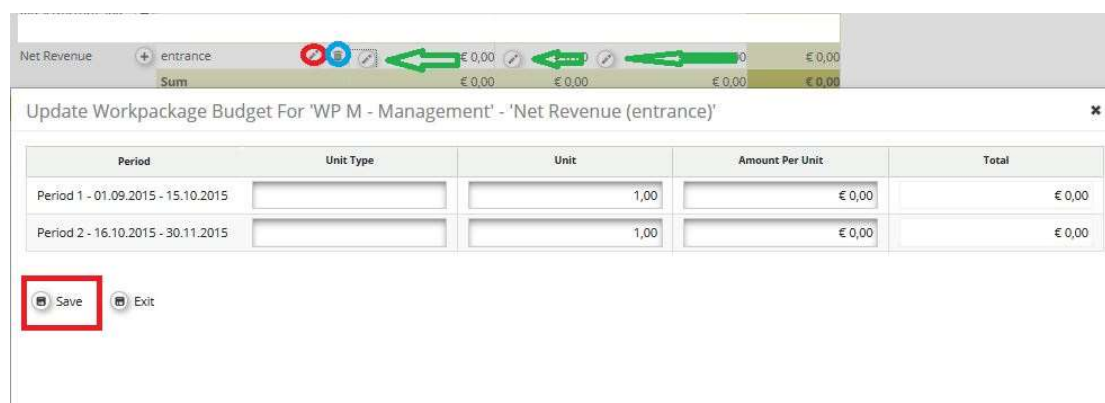 Net Revenue entrance € 0,00 € 0,00
Sum € 0,00 € 0,00 € 0,00 € 0,00
Update Workpackage Budget For 'WP M - Management' - 'Net Revenue (entrance)'
Period Unit Type Unit Amount Per Unit Total
Period 1 - 01.09.2015 - 15.10.2015 1,00 € 0,00 € 0,00
Period 2 - 16.10.2015 - 30.11.2015 1,00 € 0,00 € 0,00
Save Exit